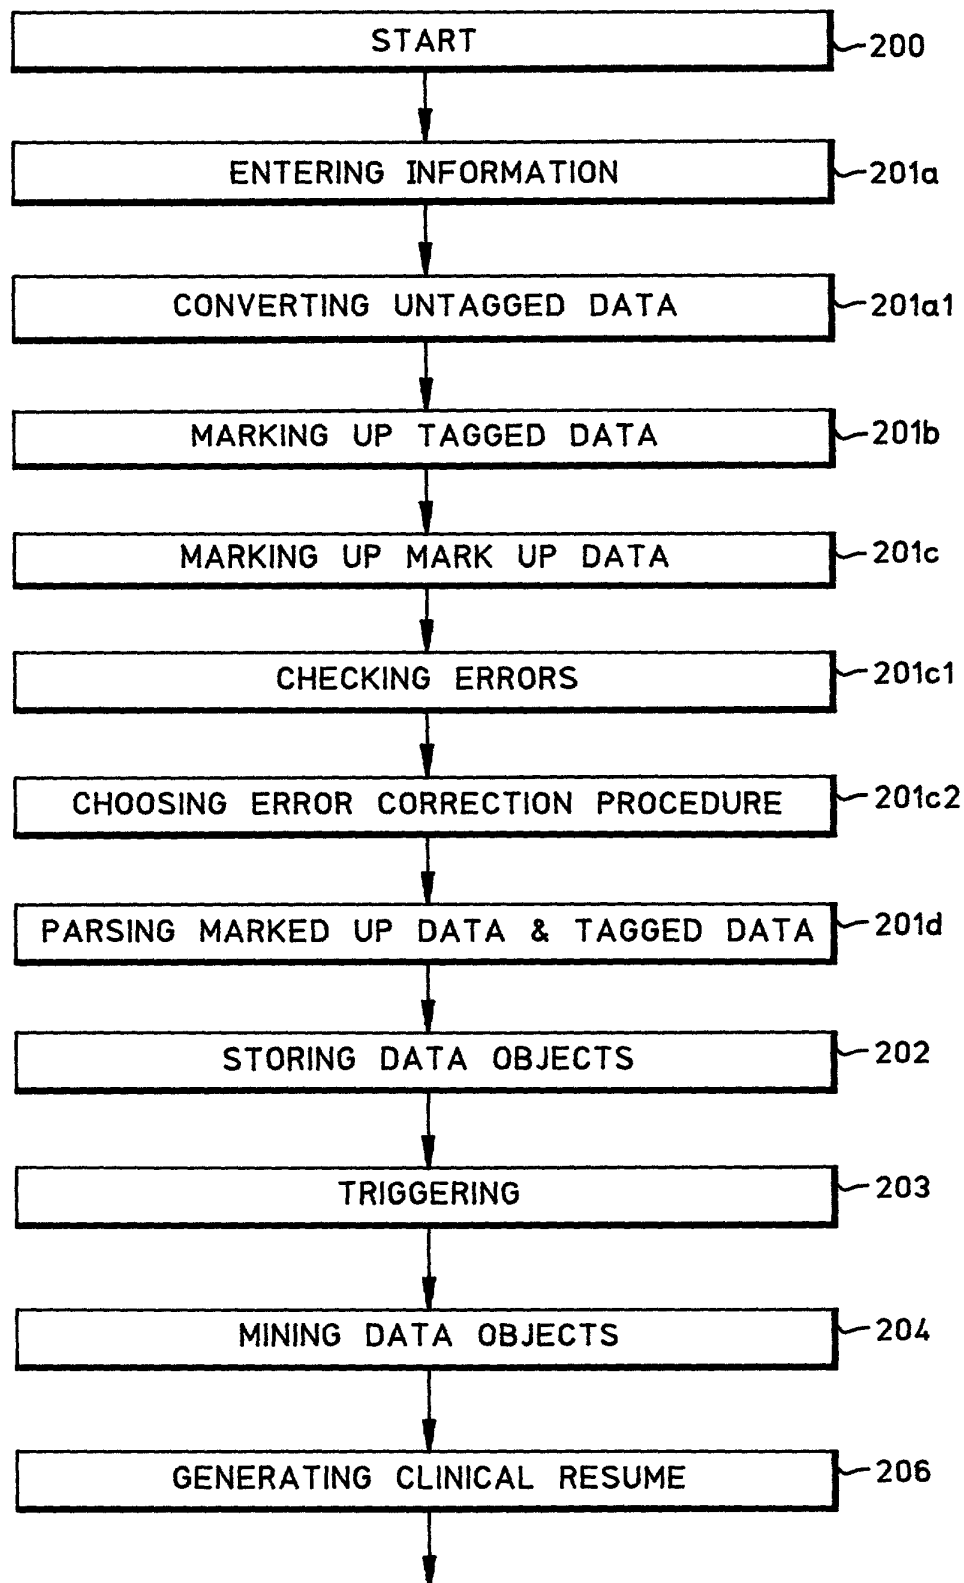 START 200
ENTERING INFORMATION 201a
CONVERTING UNTAGGED DATA 201a1
MARKING UP TAGGED DATA 201b
MARKING UP MARK UP DATA 201c
CHECKING ERRORS 201c1
CHOOSING ERROR CORRECTION PROCEDURE 201c2
PARSING MARKED UP DATA & TAGGED DATA 201d
STORING DATA OBJECTS 202
TRIGGERING 203
MINING DATA OBJECTS 204
GENERATING CLINICAL RESUME 206